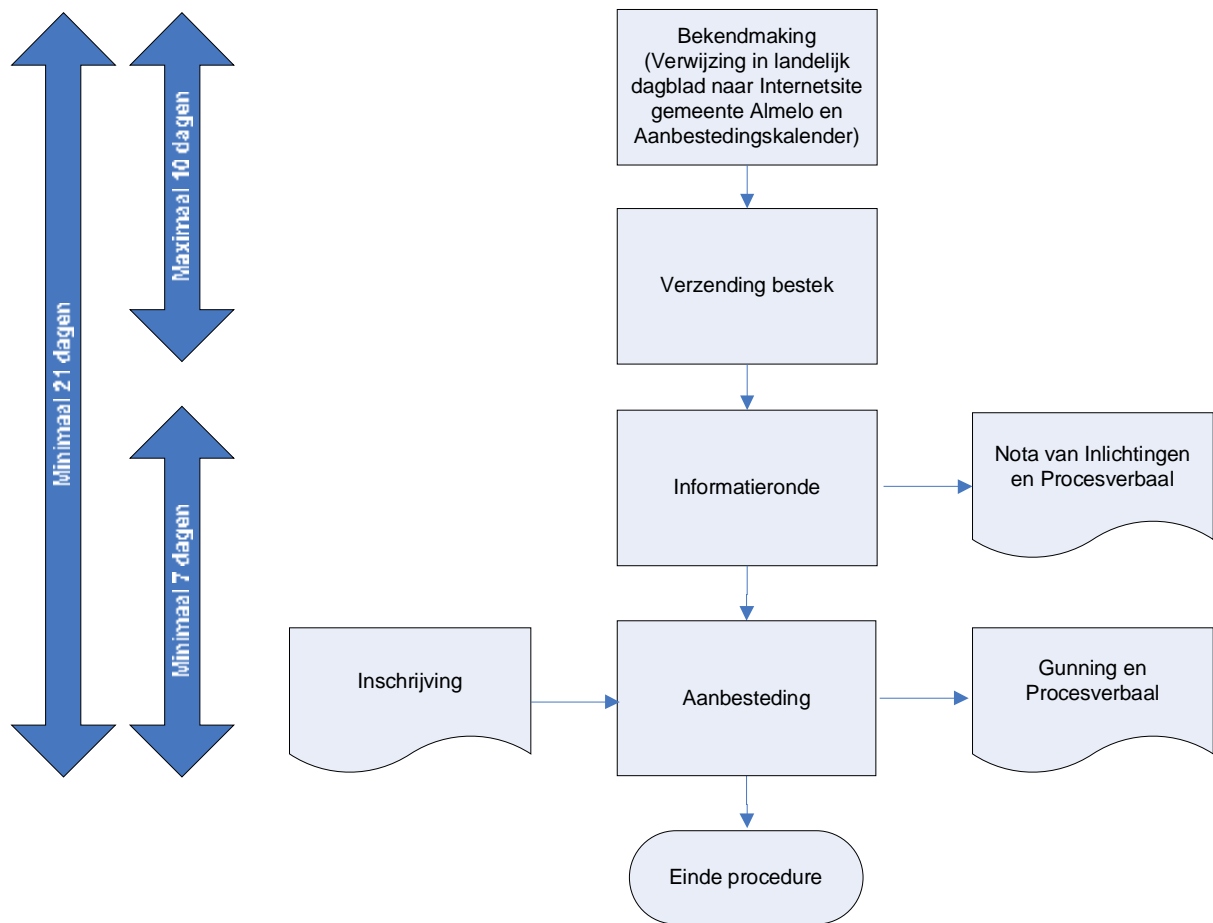 Minimaal 21 dagen
Maximaal 10 dagen
Minimaal 7 dagen
Bekendmaking
(Verwijzing in landelijk
dagblad naar Internetsite
gemeente Almelo en
Aanbestedingskalender)
Verzending bestek
Informatieronde
Nota van Inlichtingen
en Procesverbaal
Inschrijving
Aanbesteding
Gunning en
Procesverbaal
Einde procedure